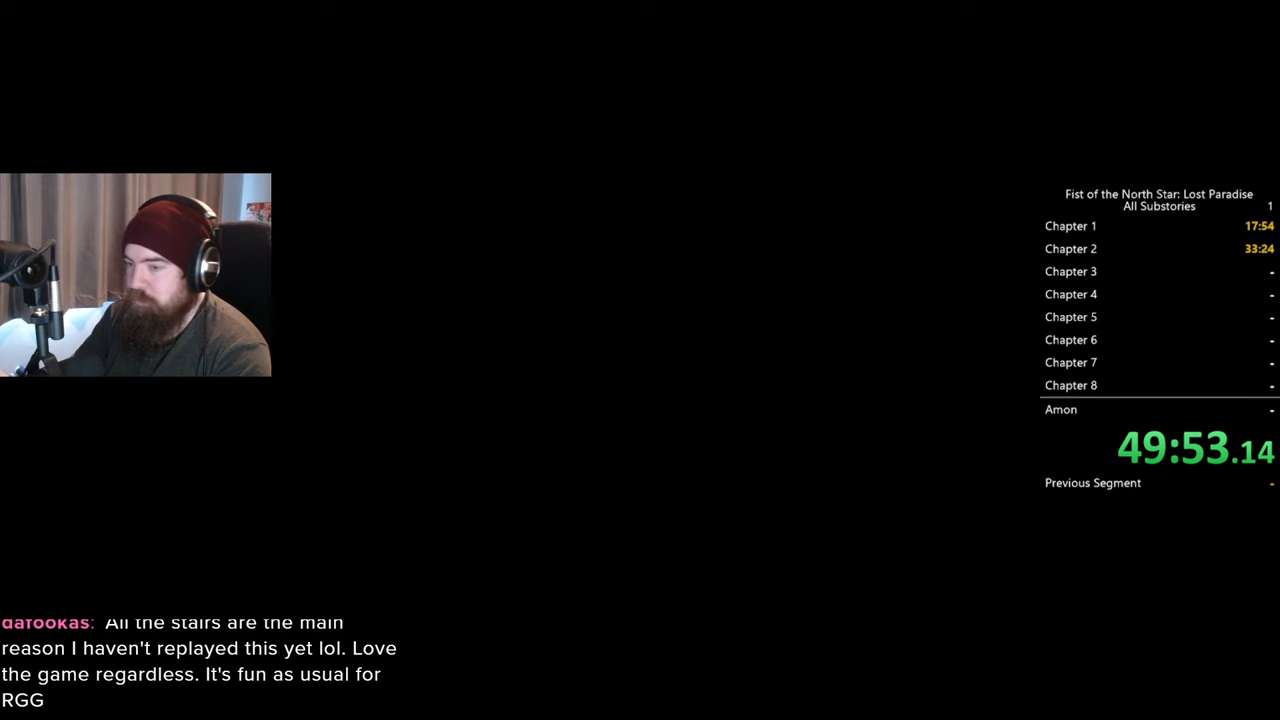 Fist of the North Star: Lost Paradise
All Substories 1
Chapter 1 17:54
Chapter 2 33:24
Chapter 3 -
Chapter 4 -
Chapter 5 -
Chapter 6 -
Chapter 7 -
Chapter 8 -
Amon -
49:53.14
Previous Segment -
dafookas: All the stairs are the main
reason I haven't replayed this yet lol. Love
the game regardless. It's fun as usual for
RGG